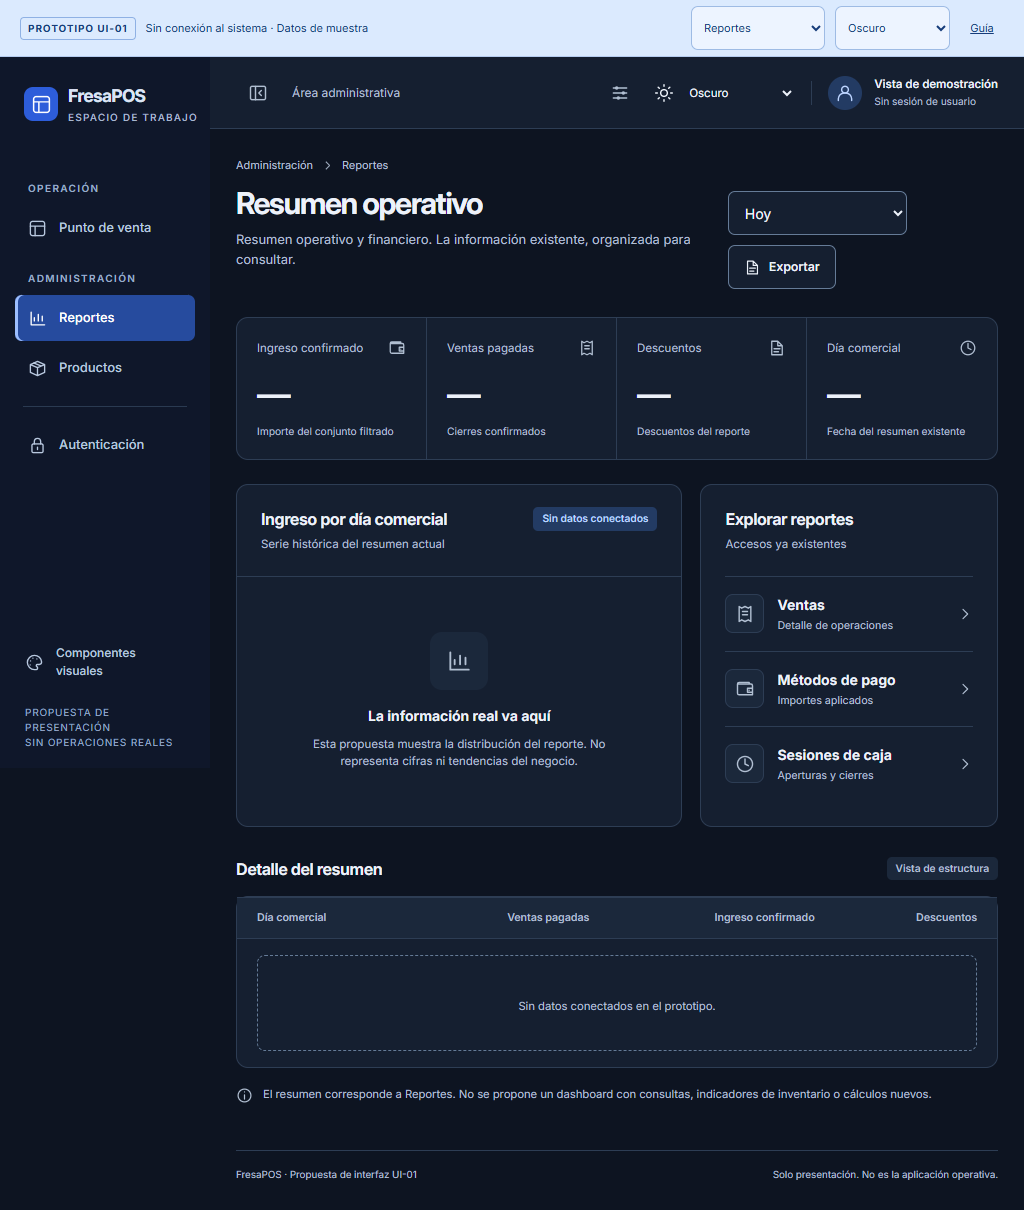 PROTOTIPO UI-01
Sin conexión al sistema · Datos de muestra
Reportes
Oscuro
Guía
FresaPOS
ESPACIO DE TRABAJO
Área administrativa
Oscuro
Vista de demostración
Sin sesión de usuario
OPERACIÓN
Punto de venta
ADMINISTRACIÓN
Reportes
Productos
Autenticación
Componentes
visuales
PROPUESTA DE
PRESENTACIÓN
SIN OPERACIONES REALES
Administración
Reportes
Resumen operativo
Resumen operativo y financiero. La información existente, organizada para
consultar.
Hoy
Exportar
Ingreso confirmado
—
Importe del conjunto filtrado
Ventas pagadas
—
Cierres confirmados
Descuentos
—
Descuentos del reporte
Día comercial
—
Fecha del resumen existente
Ingreso por día comercial
Sin datos conectados
Serie histórica del resumen actual
La información real va aquí
Esta propuesta muestra la distribución del reporte. No
representa cifras ni tendencias del negocio.
Explorar reportes
Accesos ya existentes
Ventas
Detalle de operaciones
Métodos de pago
Importes aplicados
Sesiones de caja
Aperturas y cierres
Detalle del resumen
Vista de estructura
Día comercial
Ventas pagadas
Ingreso confirmado
Descuentos
Sin datos conectados en el prototipo.
El resumen corresponde a Reportes. No se propone un dashboard con consultas, indicadores de inventario o cálculos nuevos.
FresaPOS · Propuesta de interfaz UI-01
Solo presentación. No es la aplicación operativa.